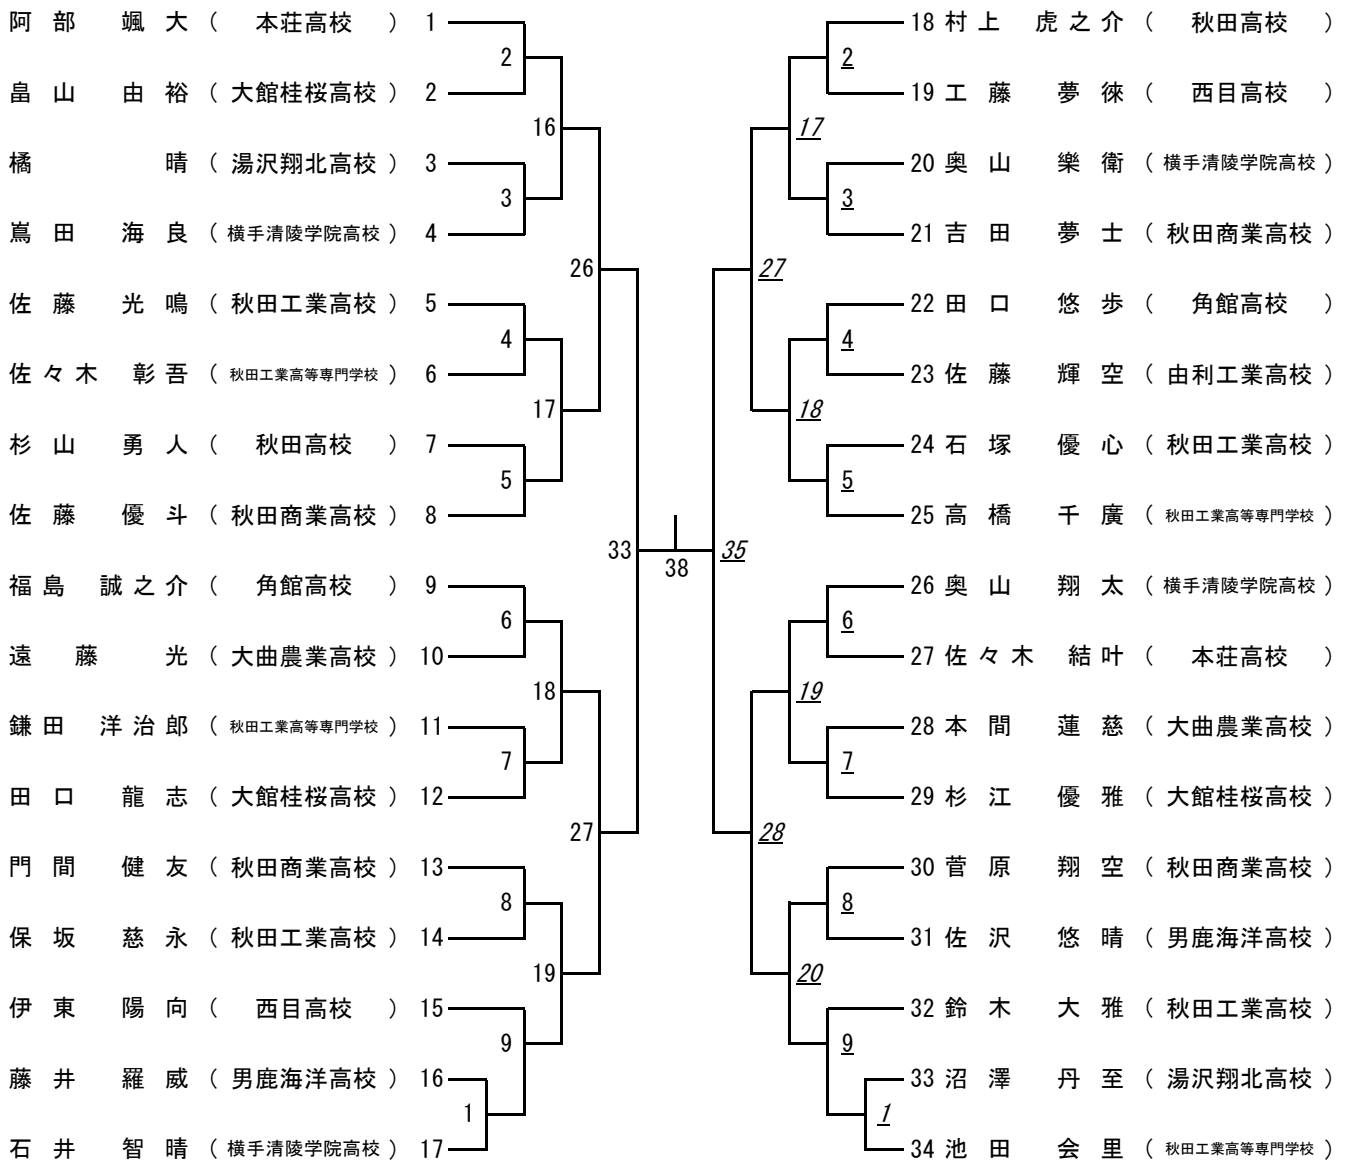 阿部 颯大 ( 本荘高校 ) 1
2
畠山 由裕 ( 大館桂桜高校 ) 2
16
橘 晴 ( 湯沢翔北高校 ) 3
3
嶌田 海良 ( 横手清陵学院高校 ) 4
26
佐藤 光鳴 ( 秋田工業高校 ) 5
4
佐々木 彰吾 ( 秋田工業高等専門学校 ) 6
17
杉山 勇人 ( 秋田高校 ) 7
5
佐藤 優斗 ( 秋田商業高校 ) 8
33
38
福島 誠之介 ( 角館高校 ) 9
6
遠藤 光 ( 大曲農業高校 ) 10
18
鎌田 洋治郎 ( 秋田工業高等専門学校 ) 11
7
田口 龍志 ( 大館桂桜高校 ) 12
27
門間 健友 ( 秋田商業高校 ) 13
8
保坂 慈永 ( 秋田工業高校 ) 14
19
伊東 陽向 ( 西目高校 ) 15
9
藤井 羅威 ( 男鹿海洋高校 ) 16
1
石井 智晴 ( 横手清陵学院高校 ) 17
18 村上 虎之介 ( 秋田高校 )
2
19 工藤 夢徠 ( 西目高校 )
17
20 奥山 樂衛 ( 横手清陵学院高校 )
3
21 吉田 夢士 ( 秋田商業高校 )
27
22 田口 悠歩 ( 角館高校 )
4
23 佐藤 輝空 ( 由利工業高校 )
18
24 石塚 優心 ( 秋田工業高校 )
5
25 高橋 千廣 ( 秋田工業高等専門学校 )
35
26 奥山 翔太 ( 横手清陵学院高校 )
6
27 佐々木 結叶 ( 本荘高校 )
19
28 本間 蓮慈 ( 大曲農業高校 )
7
29 杉江 優雅 ( 大館桂桜高校 )
28
30 菅原 翔空 ( 秋田商業高校 )
8
31 佐沢 悠晴 ( 男鹿海洋高校 )
20
32 鈴木 大雅 ( 秋田工業高校 )
9
33 沼澤 丹至 ( 湯沢翔北高校 )
1
34 池田 会里 ( 秋田工業高等専門学校 )